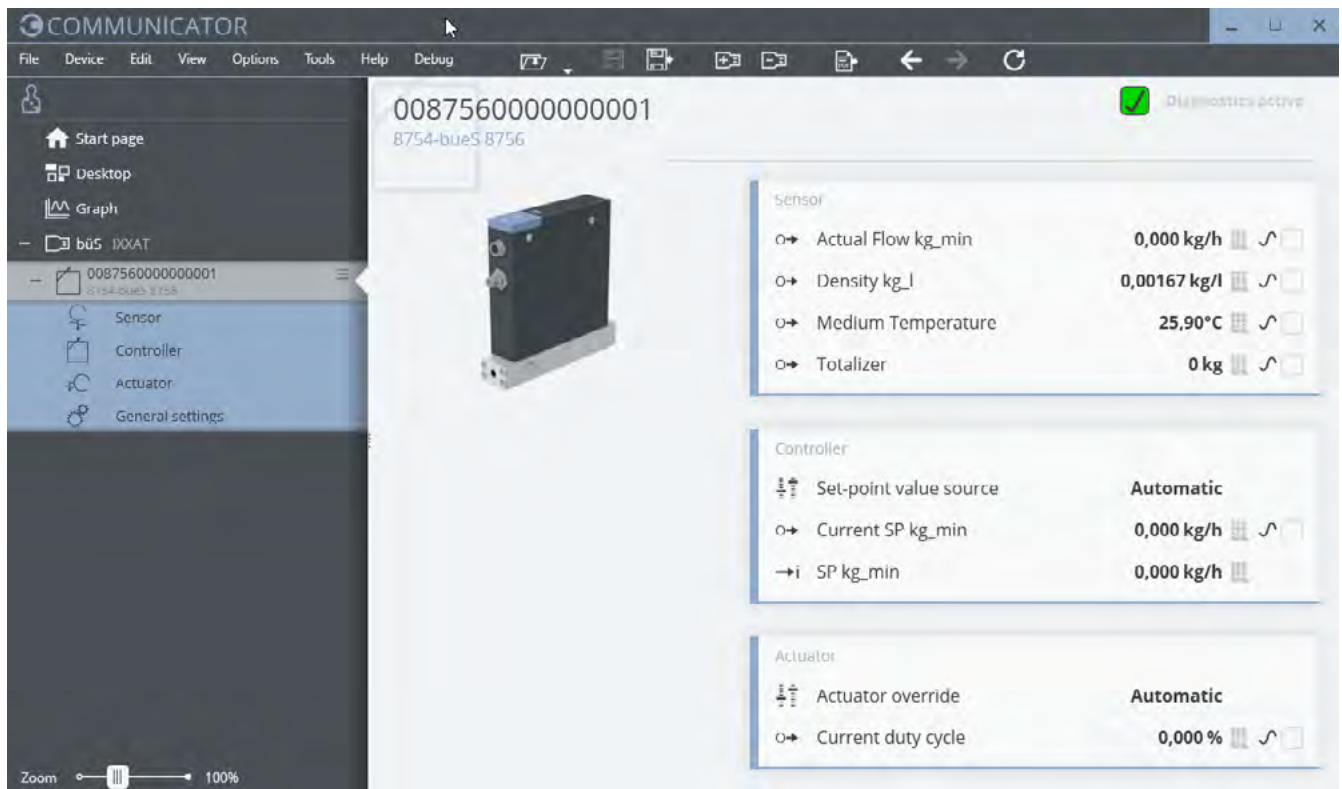 COMMUNICATOR
File Device Edit View Options Tools Help Debug
Start page
Desktop
Graph
büS IXXAT
0087560000000001
8754-bueS 8756
Sensor
Controller
Actuator
General settings
Zoom 100%
0087560000000001
8754-bueS 8756
Diagnostics active
Sensor
Actual Flow kg_min 0,000 kg/h
Density kg_l 0,00167 kg/l
Medium Temperature 25,90°C
Totalizer 0 kg
Controller
Set-point value source Automatic
Current SP kg_min 0,000 kg/h
SP kg_min 0,000 kg/h
Actuator
Actuator override Automatic
Current duty cycle 0,000 %